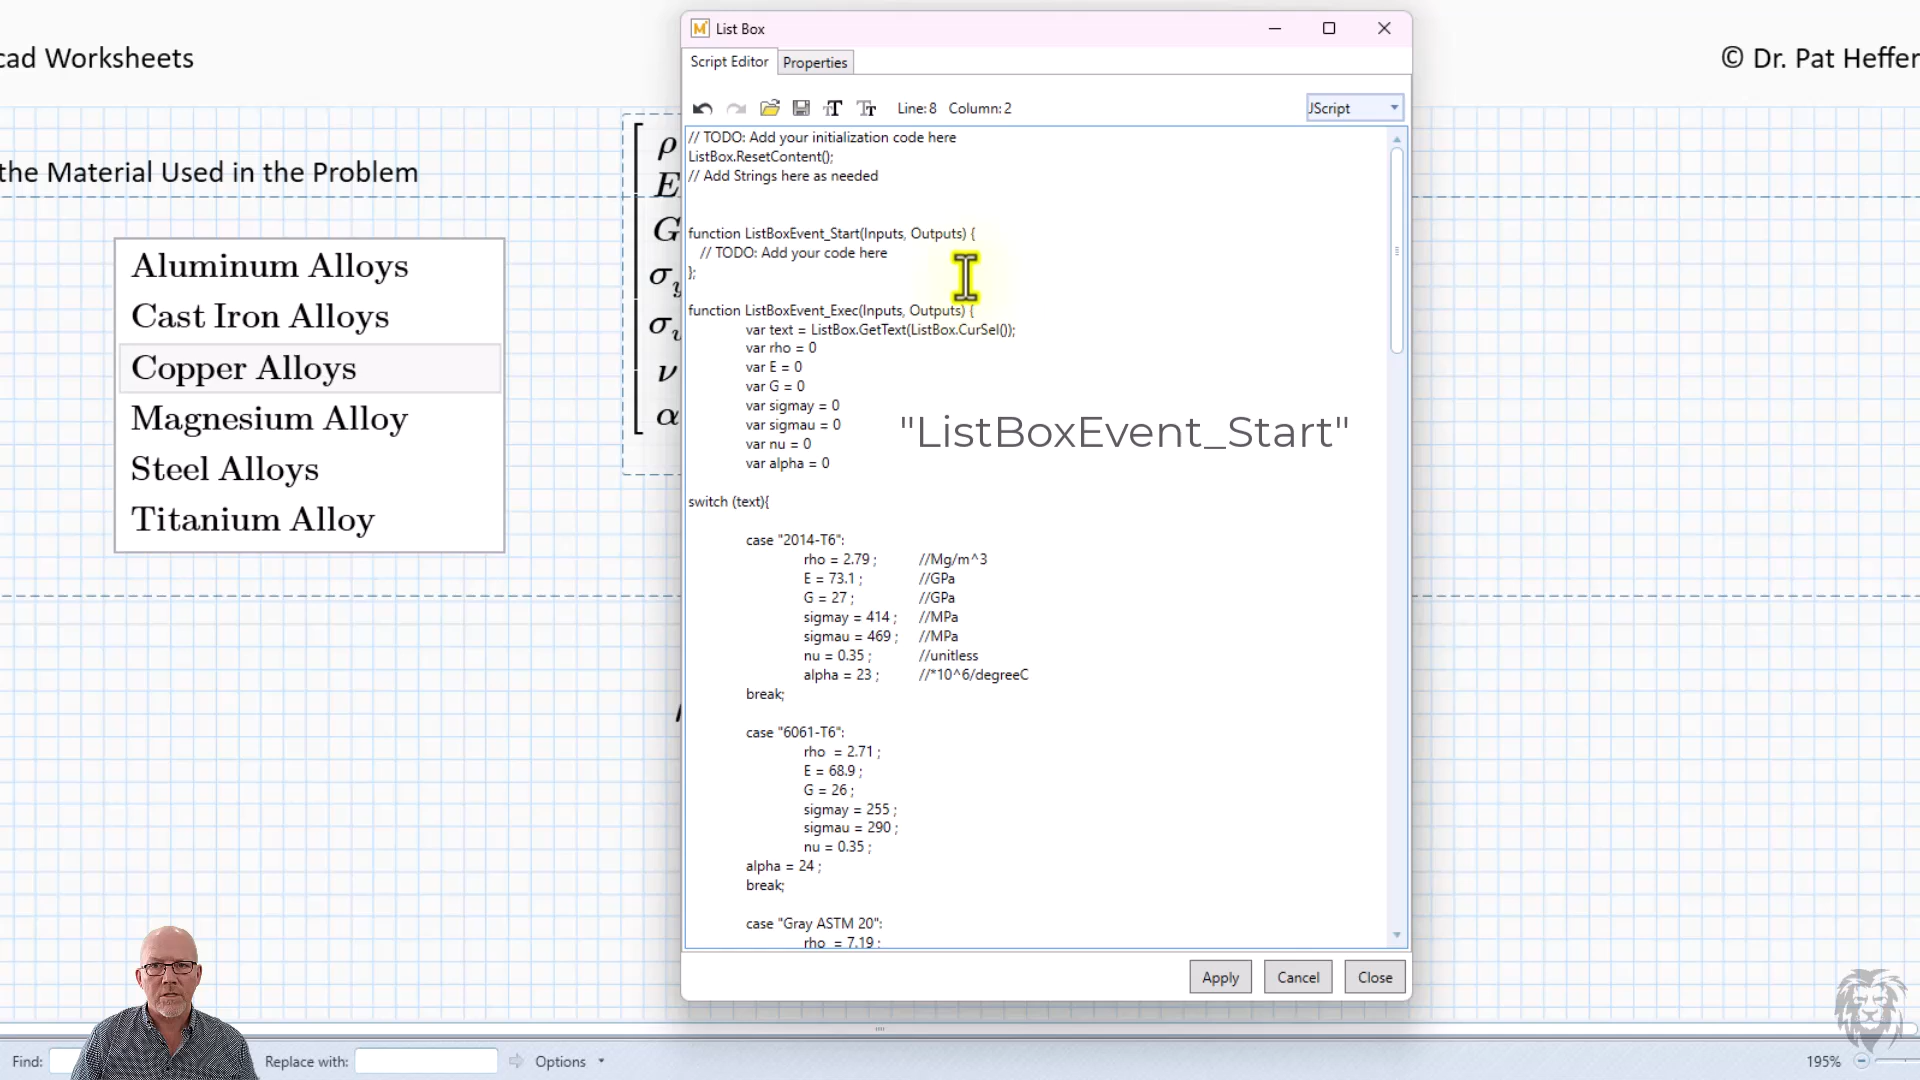 cad Worksheets
© Dr. Pat Heffer
the Material Used in the Problem
Aluminum Alloys
Cast Iron Alloys
Copper Alloys
Magnesium Alloy
Steel Alloys
Titanium Alloy
ρ
E
G
σy
σu
ν
α
List Box
Script Editor
Properties
Line: 8 Column: 2
JScript
// TODO: Add your initialization code here
ListBox.ResetContent();
// Add Strings here as needed
function ListBoxEvent_Start(Inputs, Outputs) {
// TODO: Add your code here
};
function ListBoxEvent_Exec(Inputs, Outputs) {
var text = ListBox.GetText(ListBox.CurSel());
var rho = 0
var E = 0
var G = 0
var sigmay = 0
var sigmau = 0
var nu = 0
var alpha = 0
"ListBoxEvent_Start"
switch (text){
case "2014-T6":
rho = 2.79 ; //Mg/m^3
E = 73.1 ; //GPa
G = 27 ; //GPa
sigmay = 414 ; //MPa
sigmau = 469 ; //MPa
nu = 0.35 ; //unitless
alpha = 23 ; //*10^6/degreeC
break;
case "6061-T6":
rho = 2.71 ;
E = 68.9 ;
G = 26 ;
sigmay = 255 ;
sigmau = 290 ;
nu = 0.35 ;
alpha = 24 ;
break;
case "Gray ASTM 20":
rho = 7.19 ;
Apply
Cancel
Close
Find:
Replace with:
Options
195%